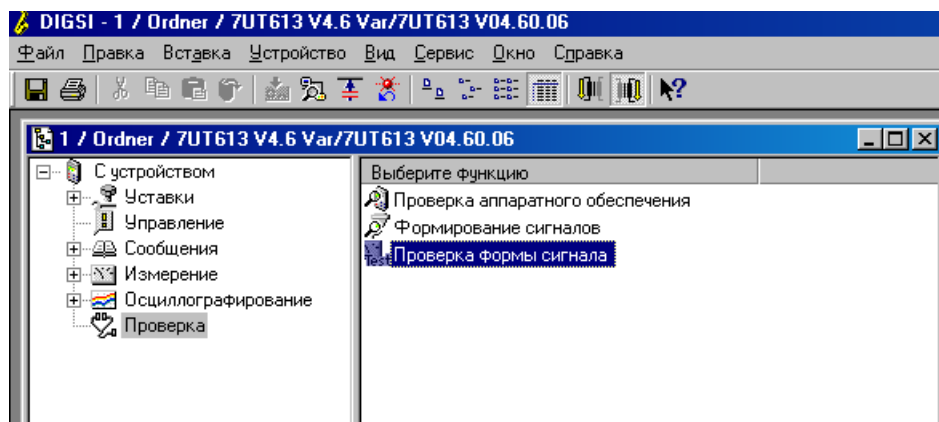 DIGSI - 1 / Ordner / 7UT613 V4.6 Var/7UT613 V04.60.06
Файл Правка Вставка Устройство Вид Сервис Окно Справка
1 / Ordner / 7UT613 V4.6 Var/7UT613 V04.60.06
С устройством
Уставки
Управление
Сообщения
Измерение
Осциллографирование
Проверка
Выберите функцию
Проверка аппаратного обеспечения
Формирование сигналов
Test Проверка формы сигнала